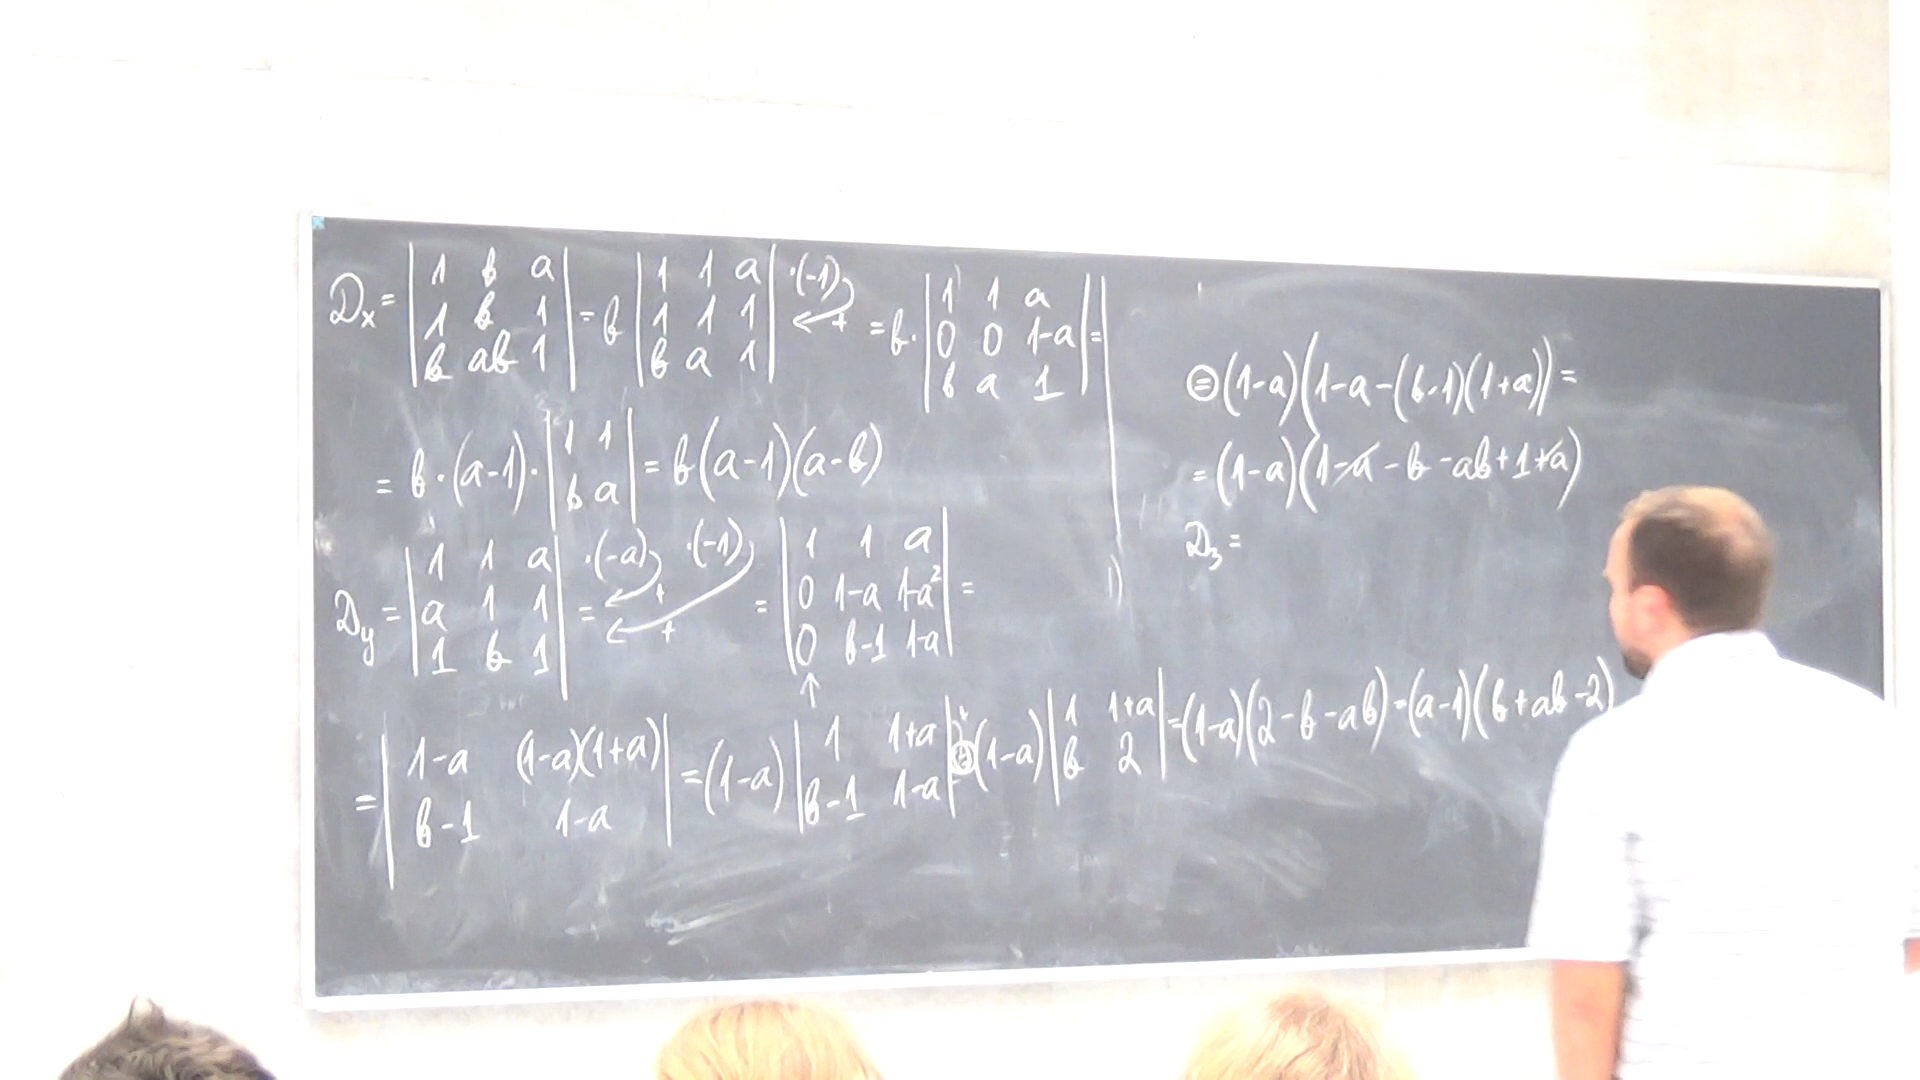 Dₓ = | 1 b a | = b | 1 1 a | ·(-1) = b· | 1 1 a | =
| 1 b 1 | | 1 1 1 | ← + | 0 0 1-a |
| b ab 1 | | b a 1 | | b a 1 |
= b·(a-1)· | 1 1 | = b(a-1)(a-b)
| b a |
D_y = | 1 1 a | ·(-a) ·(-1) = | 1 1 a | =
| a 1 1 | = ← + | 0 1-a 1-a² |
| 1 b 1 | ← + | 0 b-1 1-a |
↑
= | 1-a (1-a)(1+a) | = (1-a) | 1 1+a | ⊜ (1-a) | 1 1+a | = (1-a)(2-b-ab) = (a-1)(b+ab-2)
| b-1 1-a | | b-1 1-a | | b 2 |
⊜ (1-a)(1-a-(b-1)(1+a)) =
= (1-a)(1-a-b-ab+1+a)
D₃ =
1)